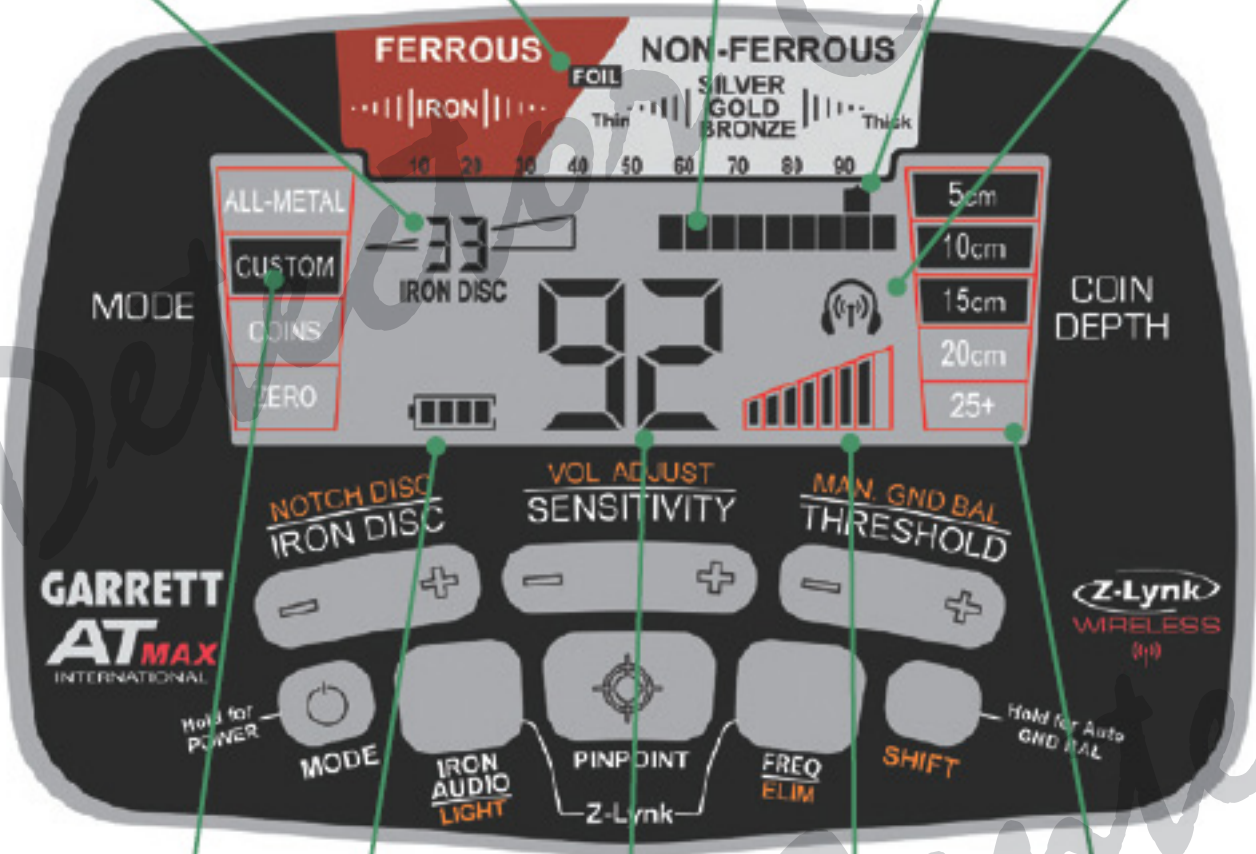 FERROUS
NON-FERROUS
FOIL
SILVER
IRON
GOLD
Thin
BRONZE
Thick
10 20 30 40 50 60 70 80 90
ALL-METAL
CUSTOM
COINS
ZERO
MODE
33
IRON DISC
92
5cm
10cm
15cm
20cm
25+
COIN
DEPTH
NOTCH DISC
IRON DISC
VOL ADJUST
SENSITIVITY
MAN. GND BAL
THRESHOLD
GARRETT
AT MAX
INTERNATIONAL
Z-Lynk
WIRELESS
Hold for
POWER
MODE
IRON
AUDIO
LIGHT
PINPOINT
Z-Lynk
FREQ
ELIM
SHIFT
Hold for Auto
GND BAL
Detector